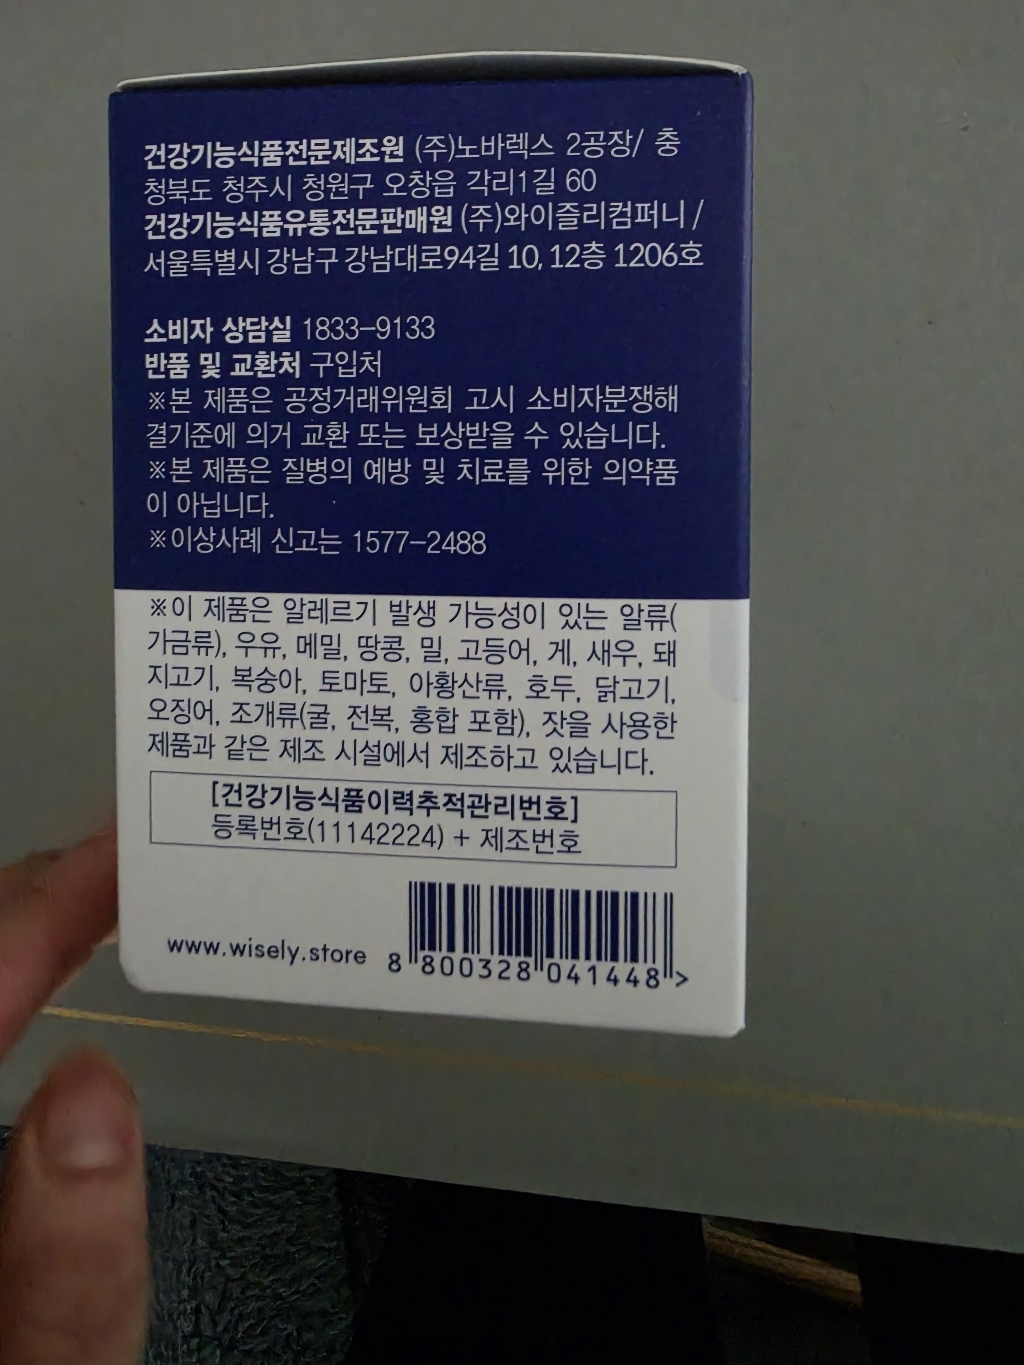 건강기능식품전문제조원 (주)노바렉스 2공장/ 충
청북도 청주시 청원구 오창읍 각리1길 60
건강기능식품유통전문판매원 (주)와이즐리컴퍼니 /
서울특별시 강남구 강남대로94길 10, 12층 1206호
소비자 상담실 1833-9133
반품 및 교환처 구입처
※본 제품은 공정거래위원회 고시 소비자분쟁해
결기준에 의거 교환 또는 보상받을 수 있습니다.
※본 제품은 질병의 예방 및 치료를 위한 의약품
이 아닙니다.
※이상사례 신고는 1577-2488
※이 제품은 알레르기 발생 가능성이 있는 알류(
가금류), 우유, 메밀, 땅콩, 밀, 고등어, 게, 새우, 돼
지고기, 복숭아, 토마토, 아황산류, 호두, 닭고기,
오징어, 조개류(굴, 전복, 홍합 포함), 잣을 사용한
제품과 같은 제조 시설에서 제조하고 있습니다.
[건강기능식품이력추적관리번호]
등록번호(11142224) + 제조번호
www.wisely.store
8 800328 041448 >